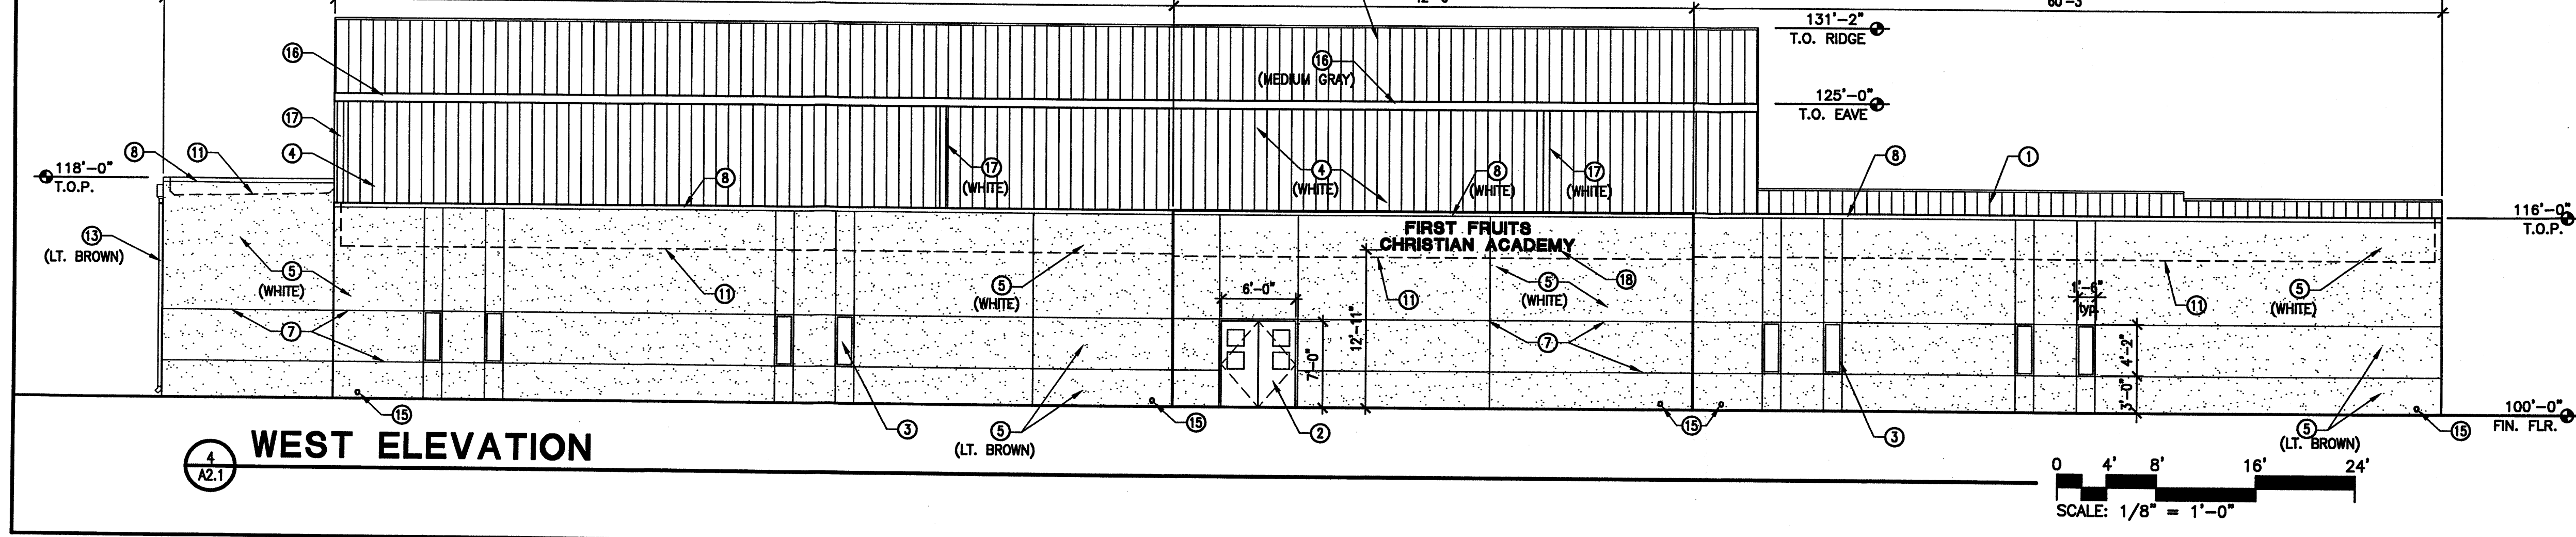 60'-3"
131'-2"
T.O. RIDGE
16
16
(MEDIUM GRAY)
125'-0"
T.O. EAVE
17
8
11
4
118'-0"
T.O.P.
8
17
(WHITE)
4
(WHITE)
8
(WHITE)
17
(WHITE)
8
1
116'-0"
T.O.P.
FIRST FRUITS
CHRISTIAN ACADEMY
13
(LT. BROWN)
5
(WHITE)
11
5
(WHITE)
6'-0"
11
5
(WHITE)
18
1'-6"
typ.
11
5
(WHITE)
7
3
7'-0"
12'-11"
7
4'-2"
3'-0"
15
3
5
(LT. BROWN)
15
2
15
3
5
(LT. BROWN)
15
100'-0"
FIN. FLR.
4
A2.1
WEST ELEVATION
0 4' 8' 16' 24'
SCALE: 1/8" = 1'-0"